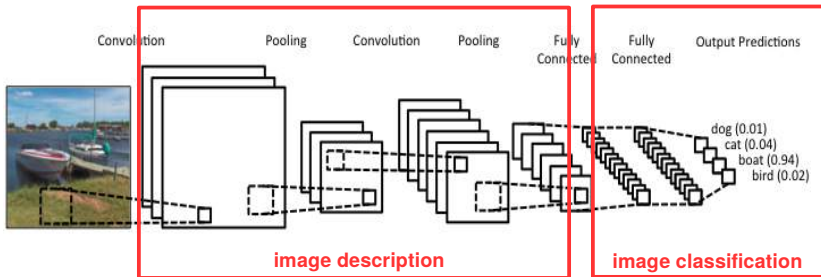 Convolution Pooling Convolution Pooling Fully Connected Fully Connected Output Predictions
dog (0.01)
cat (0.04)
boat (0.94)
bird (0.02)
image description
image classification